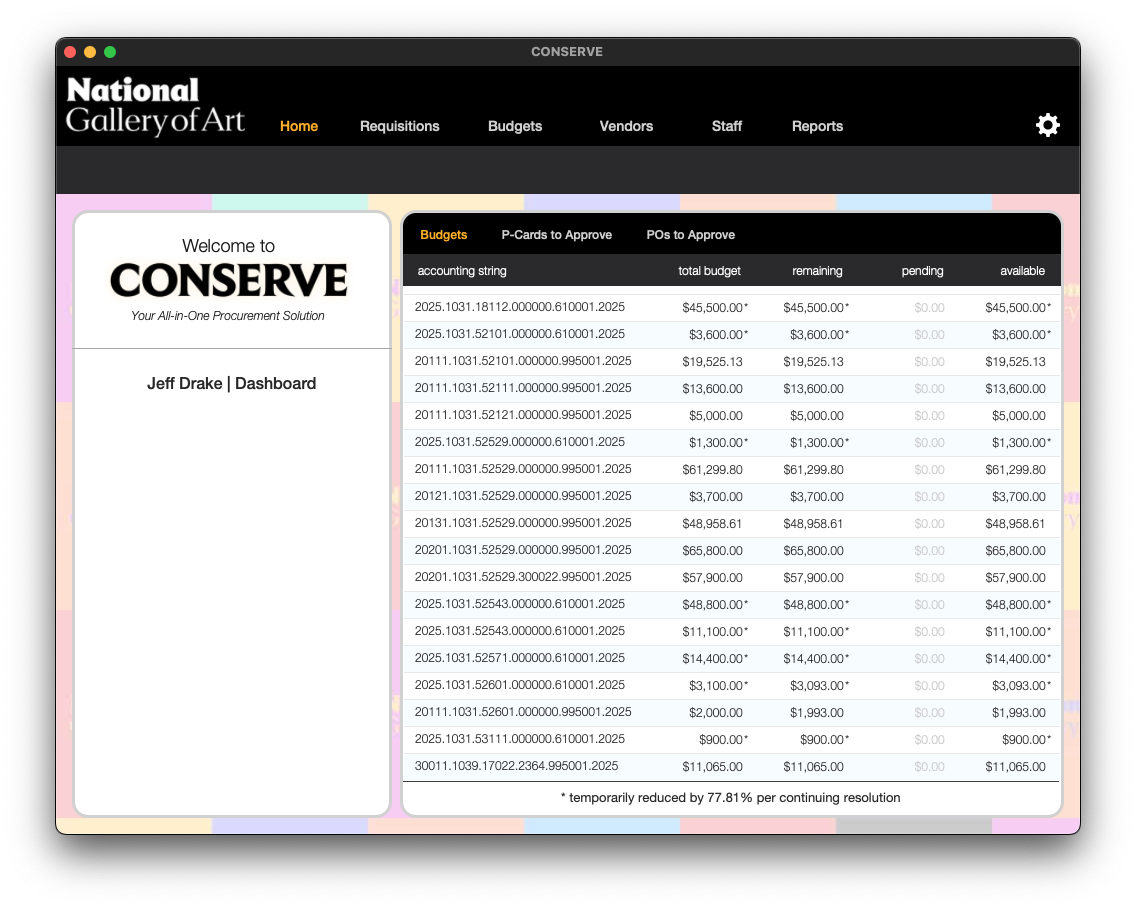 CONSERVE
National
Gallery of Art
Home Requisitions Budgets Vendors Staff Reports
Welcome to
CONSERVE
Your All-in-One Procurement Solution
Jeff Drake | Dashboard
Budgets P-Cards to Approve POs to Approve
accounting string total budget remaining pending available
2025.1031.18112.000000.610001.2025 $45,500.00* $45,500.00* $0.00 $45,500.00*
2025.1031.52101.000000.610001.2025 $3,600.00* $3,600.00* $0.00 $3,600.00*
20111.1031.52101.000000.995001.2025 $19,525.13 $19,525.13 $0.00 $19,525.13
20111.1031.52111.000000.995001.2025 $13,600.00 $13,600.00 $0.00 $13,600.00
20111.1031.52121.000000.995001.2025 $5,000.00 $5,000.00 $0.00 $5,000.00
2025.1031.52529.000000.610001.2025 $1,300.00* $1,300.00* $0.00 $1,300.00*
20111.1031.52529.000000.995001.2025 $61,299.80 $61,299.80 $0.00 $61,299.80
20121.1031.52529.000000.995001.2025 $3,700.00 $3,700.00 $0.00 $3,700.00
20131.1031.52529.000000.995001.2025 $48,958.61 $48,958.61 $0.00 $48,958.61
20201.1031.52529.000000.995001.2025 $65,800.00 $65,800.00 $0.00 $65,800.00
20201.1031.52529.300022.995001.2025 $57,900.00 $57,900.00 $0.00 $57,900.00
2025.1031.52543.000000.610001.2025 $48,800.00* $48,800.00* $0.00 $48,800.00*
2025.1031.52543.000000.610001.2025 $11,100.00* $11,100.00* $0.00 $11,100.00*
2025.1031.52571.000000.610001.2025 $14,400.00* $14,400.00* $0.00 $14,400.00*
2025.1031.52601.000000.610001.2025 $3,100.00* $3,093.00* $0.00 $3,093.00*
20111.1031.52601.000000.995001.2025 $2,000.00 $1,993.00 $0.00 $1,993.00
2025.1031.53111.000000.610001.2025 $900.00* $900.00* $0.00 $900.00*
30011.1039.17022.2364.995001.2025 $11,065.00 $11,065.00 $0.00 $11,065.00
* temporarily reduced by 77.81% per continuing resolution